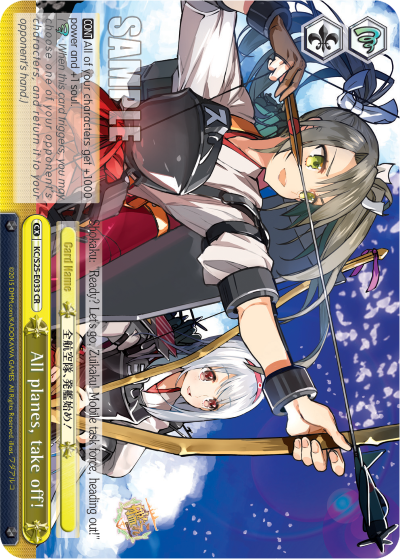 SAMPLE
[CONT] All of your characters get +1000
power and +1 soul.
When this card triggers, you may
choose one of your opponent's
characters, and return it to your
opponent's hand.)
okaku: "Ready? Let's go, Zuikaku! Mobile task force, heading out!"
Card Name
全航空隊、発艦始め!
CX
KC/S25-E033 CR
All planes, take off!
©2015 DMM.com/KADOKAWA GAMES All Rights Reserved.